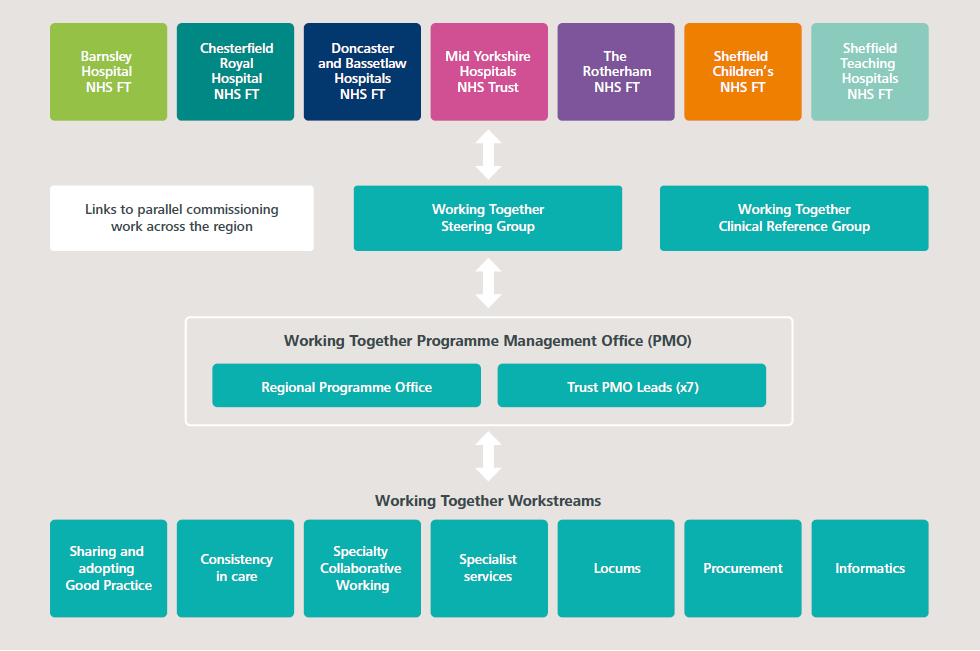 Barnsley
Hospital
NHS FT
Chesterfield
Royal
Hospital
NHS FT
Doncaster
and Bassetlaw
Hospitals
NHS FT
Mid Yorkshire
Hospitals
NHS Trust
The
Rotherham
NHS FT
Sheffield
Children’s
NHS FT
Sheffield
Teaching
Hospitals
NHS FT
Links to parallel commissioning
work across the region
Working Together
Steering Group
Working Together
Clinical Reference Group
Working Together Programme Management Office (PMO)
Regional Programme Office
Trust PMO Leads (x7)
Working Together Workstreams
Sharing and
adopting
Good Practice
Consistency
in care
Specialty
Collaborative
Working
Specialist
services
Locums
Procurement
Informatics